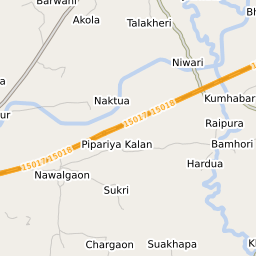 Barwani
Akola
Talakheri
Bh
Niwari
Naktua
Kumhabar
ur
15017;15018
Raipura
Pipariya Kalan
Bamhori
15017;15018
Hardua
Nawalgaon
Sukri
Chargaon
Suakhapa